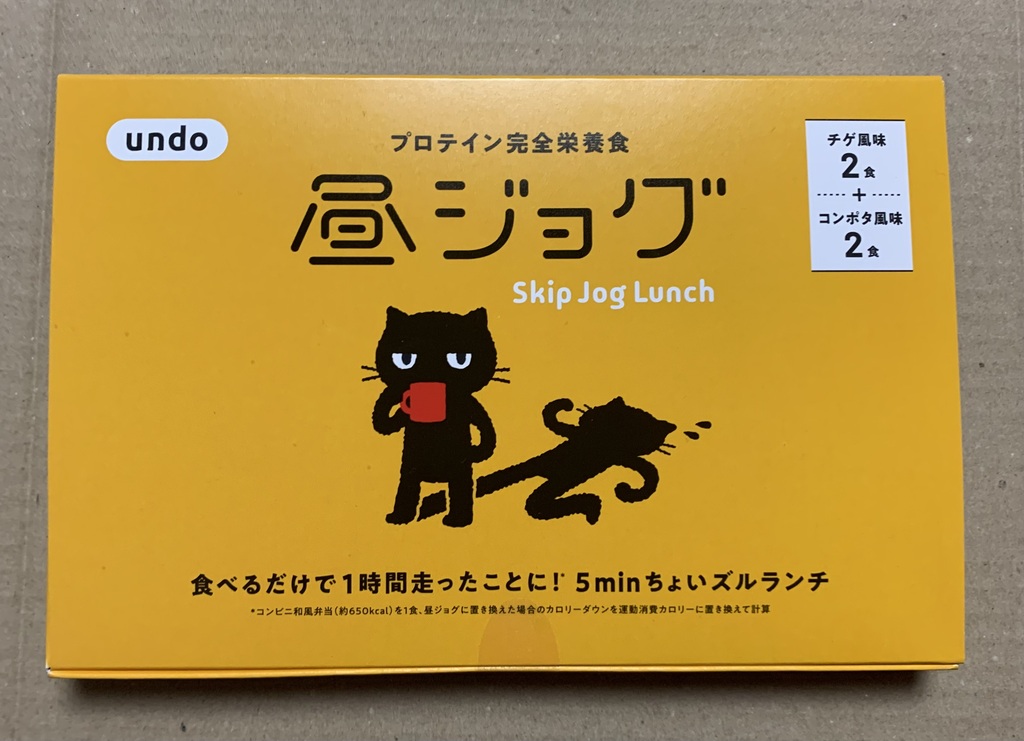 undo
プロテイン完全栄養食
昼ジョグ
Skip Jog Lunch
チゲ風味
2食
+
コンポタ風味
2食
食べるだけで1時間走ったことに!* 5minちょいズルランチ
*コンビニ和風弁当(約650kcal)を1食、昼ジョグに置き換えた場合のカロリーダウンを運動消費カロリーに置き換えて計算